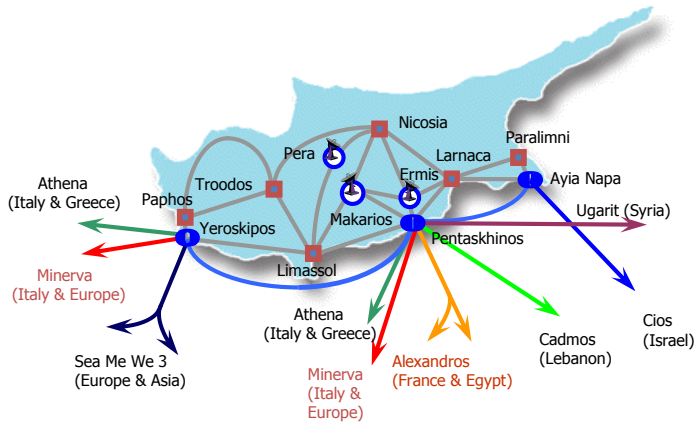 Nicosia
Paralimni
Pera
Ermis
Larnaca
Athena
(Italy & Greece)
Troodos
Ayia Napa
Paphos
Makarios
Ugarit (Syria)
Yeroskipos
Pentaskhinos
Limassol
Minerva
(Italy & Europe)
Athena
(Italy & Greece)
Cios
(Israel)
Cadmos
(Lebanon)
Sea Me We 3
(Europe & Asia)
Alexandros
(France & Egypt)
Minerva
(Italy &
Europe)